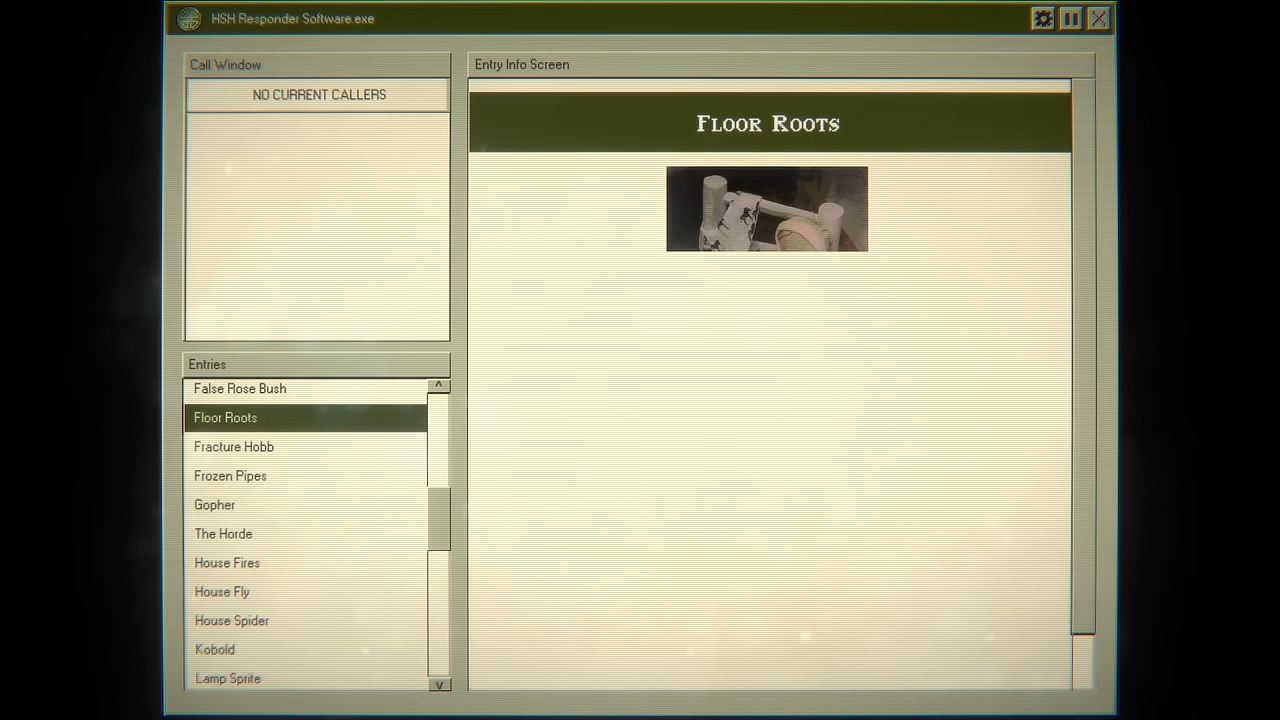 HSH Responder Software.exe
Call Window
NO CURRENT CALLERS
Entries
False Rose Bush
Floor Roots
Fracture Hobb
Frozen Pipes
Gopher
The Horde
House Fires
House Fly
House Spider
Kobold
Lamp Sprite
Entry Info Screen
Floor Roots